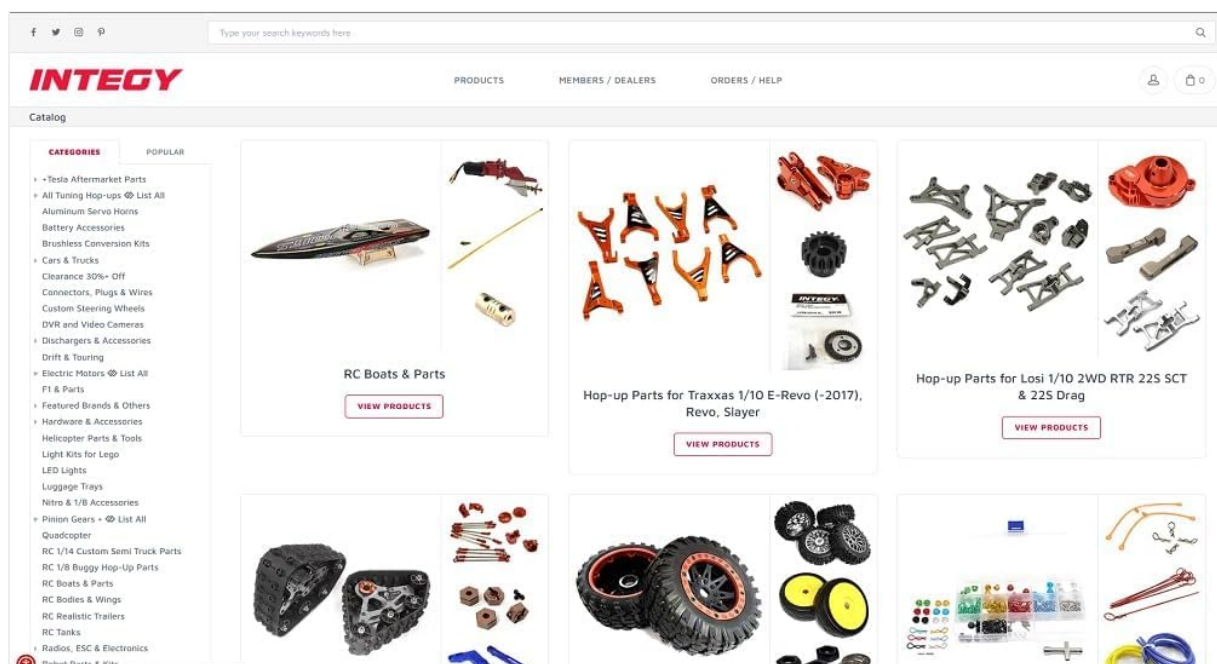 Type your search keywords here
INTEGY
PRODUCTS
MEMBERS / DEALERS
ORDERS / HELP
0
Catalog
CATEGORIES
POPULAR
+Tesla Aftermarket Parts
All Tuning Hop-ups List All
Aluminum Servo Horns
Battery Accessories
Brushless Conversion Kits
Cars & Trucks
Clearance 30%+ Off
Connectors, Plugs & Wires
Custom Steering Wheels
DVR and Video Cameras
Dischargers & Accessories
Drift & Touring
Electric Motors List All
F1 & Parts
Featured Brands & Others
Hardware & Accessories
Helicopter Parts & Tools
Light Kits for Lego
LED Lights
Luggage Trays
Nitro & 1/8 Accessories
Pinion Gears + List All
Quadcopter
RC 1/14 Custom Semi Truck Parts
RC 1/8 Buggy Hop-Up Parts
RC Boats & Parts
RC Bodies & Wings
RC Realistic Trailers
RC Tanks
Radios, ESC & Electronics
Robot Parts & Kits
RC Boats & Parts
VIEW PRODUCTS
INTEGY
Hop-up Parts for Traxxas 1/10 E-Revo (-2017),
Revo, Slayer
VIEW PRODUCTS
Hop-up Parts for Losi 1/10 2WD RTR 22S SCT
& 22S Drag
VIEW PRODUCTS